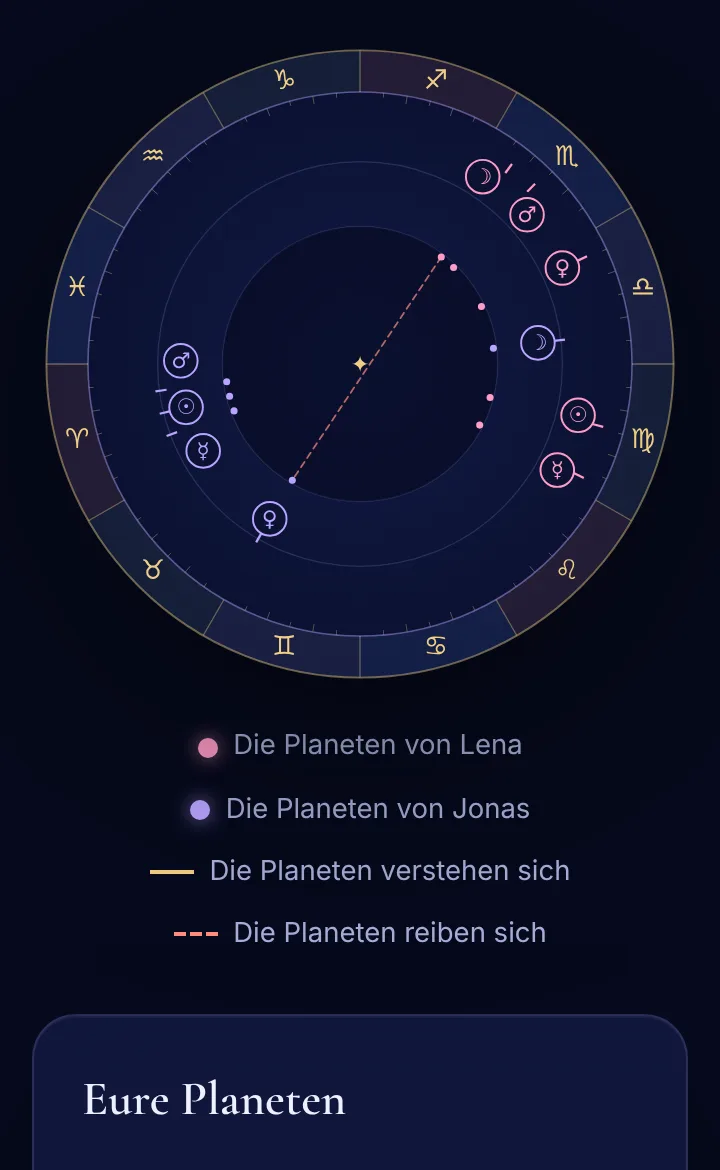 Die Planeten von Lena
Die Planeten von Jonas
Die Planeten verstehen sich
Die Planeten reiben sich
Eure Planeten